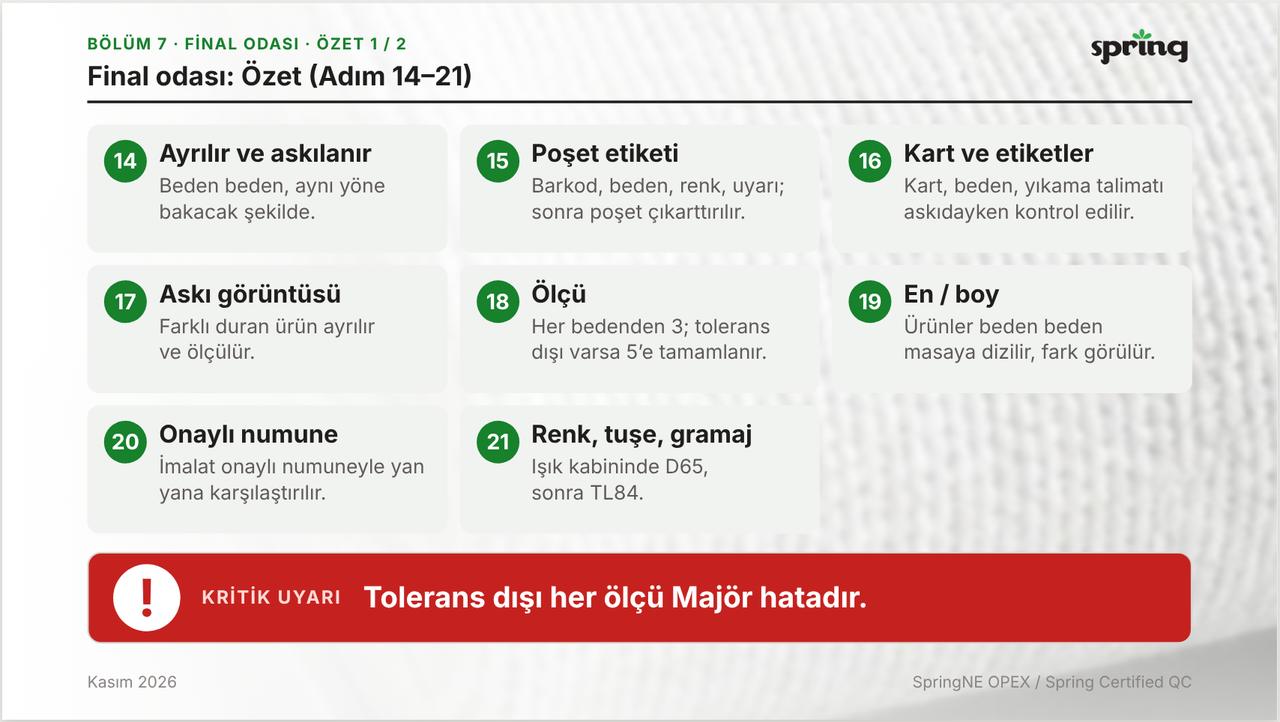 BÖLÜM 7 · FİNAL ODASI · ÖZET 1 / 2
spring
Final odası: Özet (Adım 14–21)
14 Ayrılır ve askılanır
Beden beden, aynı yöne
bakacak şekilde.
15 Poşet etiketi
Barkod, beden, renk, uyarı;
sonra poşet çıkarttırılır.
16 Kart ve etiketler
Kart, beden, yıkama talimatı
askıdayken kontrol edilir.
17 Askı görüntüsü
Farklı duran ürün ayrılır
ve ölçülür.
18 Ölçü
Her bedenden 3; tolerans
dışı varsa 5’e tamamlanır.
19 En / boy
Ürünler beden beden
masaya dizilir, fark görülür.
20 Onaylı numune
İmalat onaylı numuneyle yan
yana karşılaştırılır.
21 Renk, tuşe, gramaj
Işık kabininde D65,
sonra TL84.
! KRİTİK UYARI Tolerans dışı her ölçü Majör hatadır.
Kasım 2026
SpringNE OPEX / Spring Certified QC